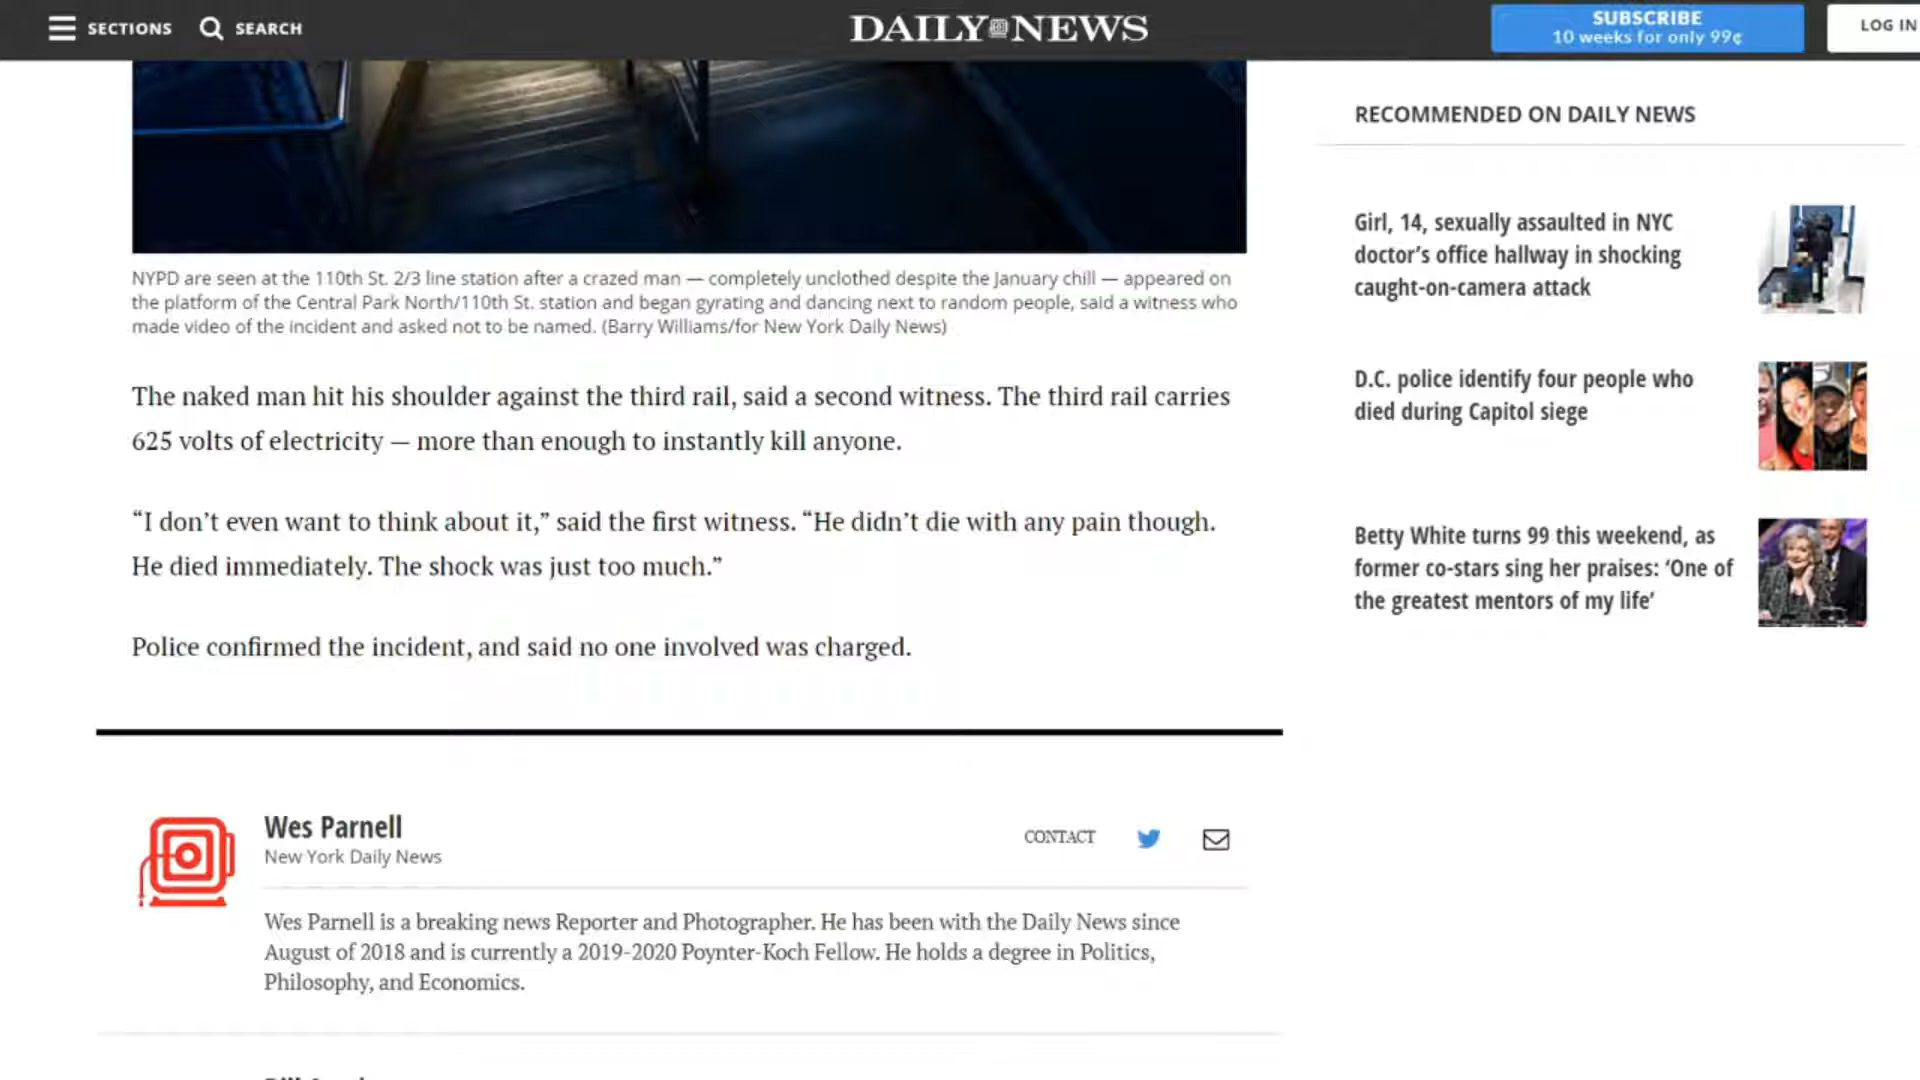 SECTIONS
SEARCH
DAILY NEWS
SUBSCRIBE
10 weeks for only 99¢
LOG IN
NYPD are seen at the 110th St. 2/3 line station after a crazed man — completely unclothed despite the January chill — appeared on
the platform of the Central Park North/110th St. station and began gyrating and dancing next to random people, said a witness who
made video of the incident and asked not to be named. (Barry Williams/for New York Daily News)
The naked man hit his shoulder against the third rail, said a second witness. The third rail carries
625 volts of electricity — more than enough to instantly kill anyone.
“I don’t even want to think about it,” said the first witness. “He didn’t die with any pain though.
He died immediately. The shock was just too much.”
Police confirmed the incident, and said no one involved was charged.
Wes Parnell
New York Daily News
CONTACT
Wes Parnell is a breaking news Reporter and Photographer. He has been with the Daily News since
August of 2018 and is currently a 2019-2020 Poynter-Koch Fellow. He holds a degree in Politics,
Philosophy, and Economics.
RECOMMENDED ON DAILY NEWS
Girl, 14, sexually assaulted in NYC
doctor’s office hallway in shocking
caught-on-camera attack
D.C. police identify four people who
died during Capitol siege
Betty White turns 99 this weekend, as
former co-stars sing her praises: ‘One of
the greatest mentors of my life’